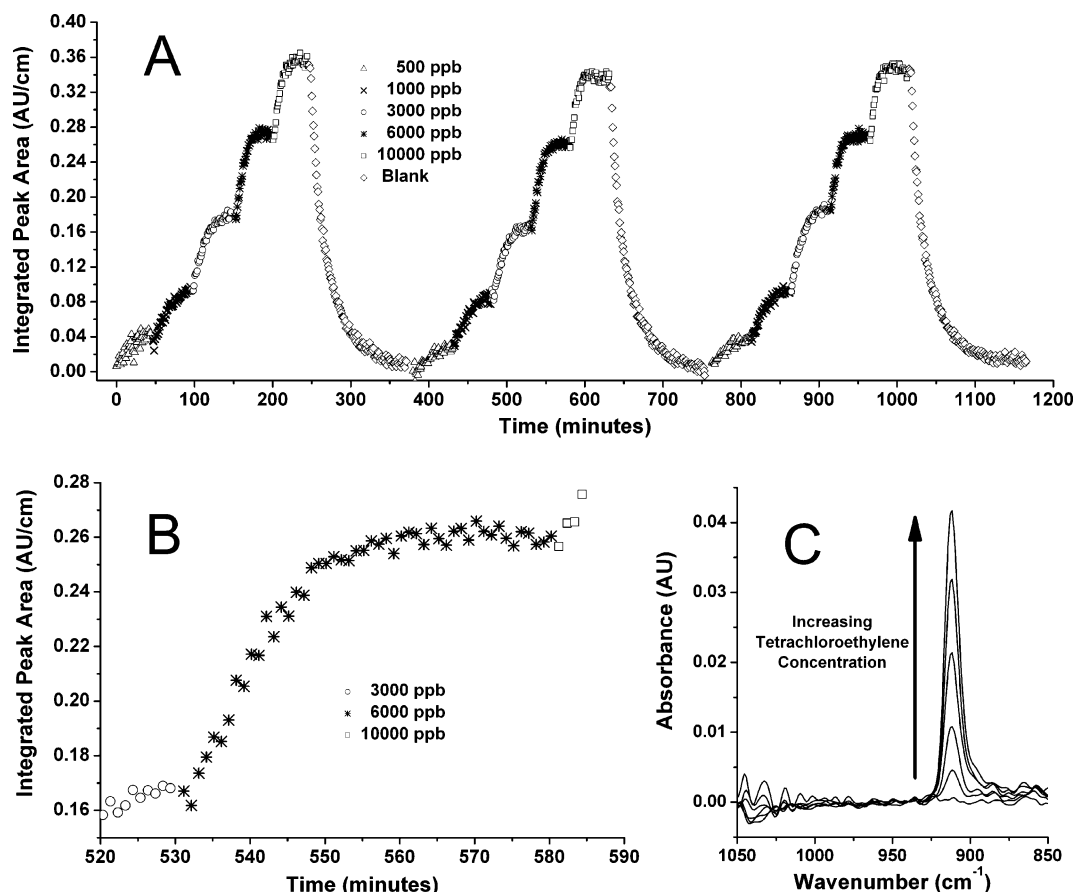 A
Integrated Peak Area (AU/cm)
0.40
0.36
0.32
0.28
0.24
0.20
0.16
0.12
0.08
0.04
0.00
500 ppb
1000 ppb
3000 ppb
6000 ppb
10000 ppb
Blank
0 100 200 300 400 500 600 700 800 900 1000 1100 1200
Time (minutes)
B
Integrated Peak Area (AU/cm)
0.28
0.26
0.24
0.22
0.20
0.18
0.16
3000 ppb
6000 ppb
10000 ppb
520 530 540 550 560 570 580 590
Time (minutes)
C
Absorbance (AU)
0.04
0.03
0.02
0.01
0.00
Increasing
Tetrachloroethylene
Concentration
1050 1000 950 900 850
Wavenumber (cm⁻¹)